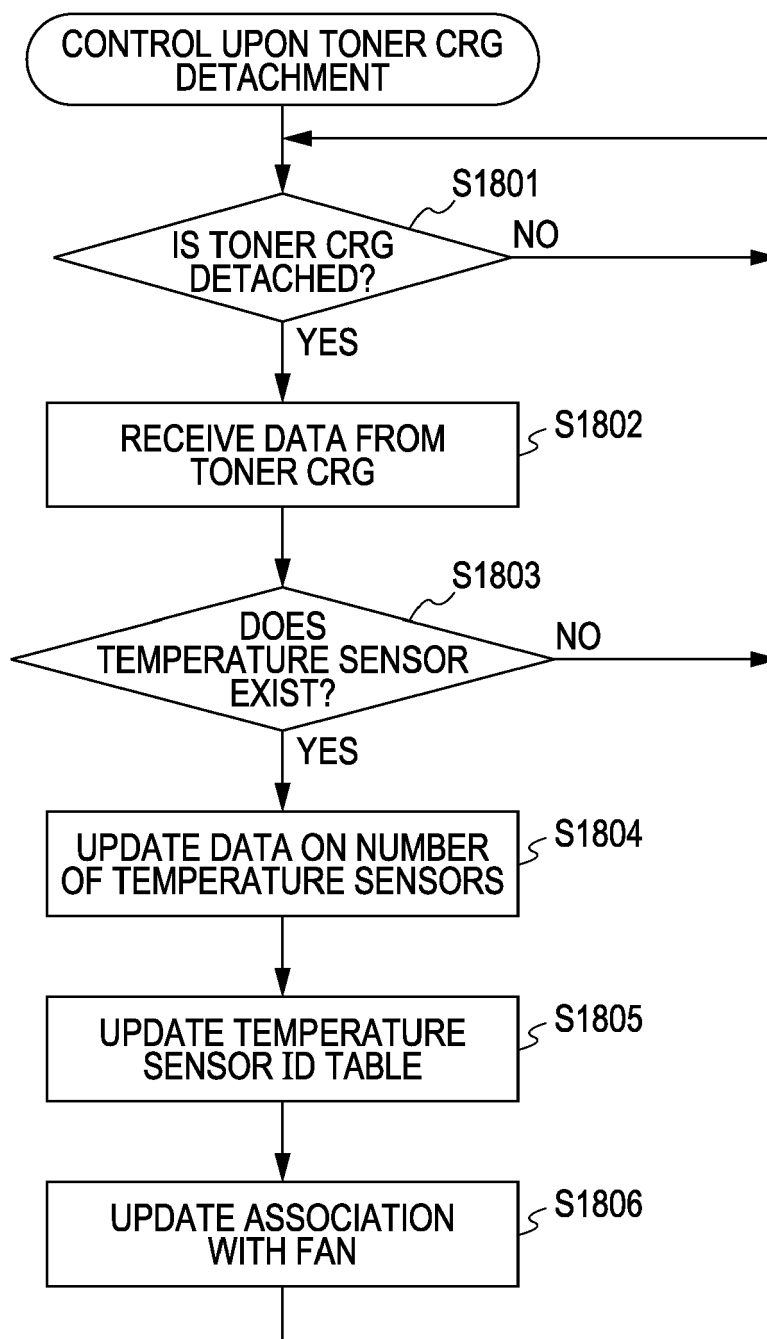 CONTROL UPON TONER CRG
DETACHMENT
S1801
IS TONER CRG
DETACHED?
NO
YES
RECEIVE DATA FROM
TONER CRG
S1802
S1803
DOES
TEMPERATURE SENSOR
EXIST?
NO
YES
UPDATE DATA ON NUMBER
OF TEMPERATURE SENSORS
S1804
UPDATE TEMPERATURE
SENSOR ID TABLE
S1805
UPDATE ASSOCIATION
WITH FAN
S1806